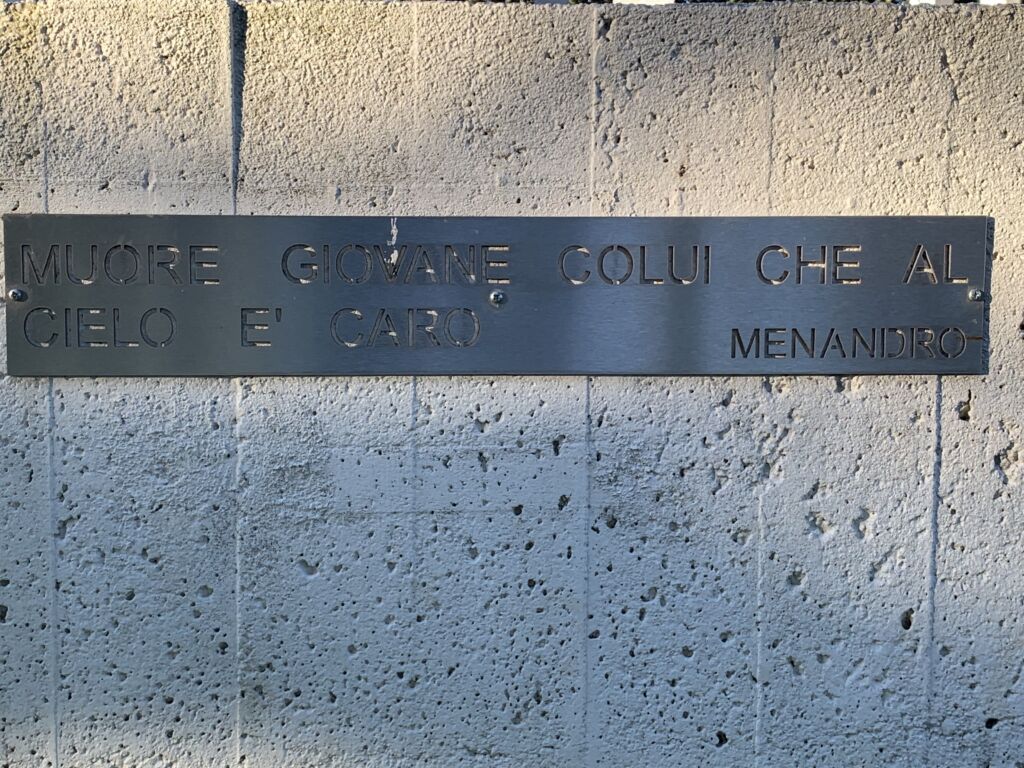 MUORE GIOVANE COLUI CHE AL
CIELO E' CARO MENANDRO